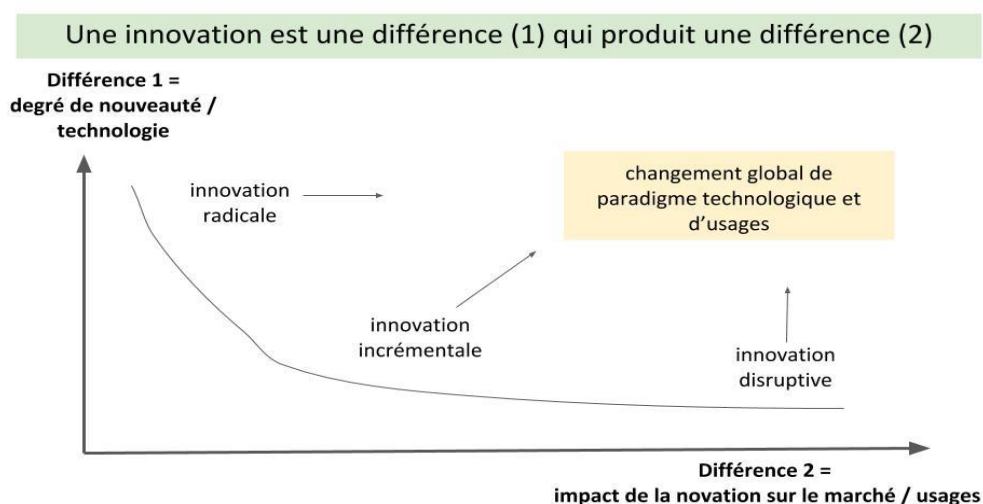 Une innovation est une différence (1) qui produit une différence (2)
Différence 1 =
degré de nouveauté /
technologie
innovation
radicale
changement global de
paradigme technologique et
d'usages
innovation
incrémentale
innovation
disruptive
Différence 2 =
impact de la novation sur le marché / usages